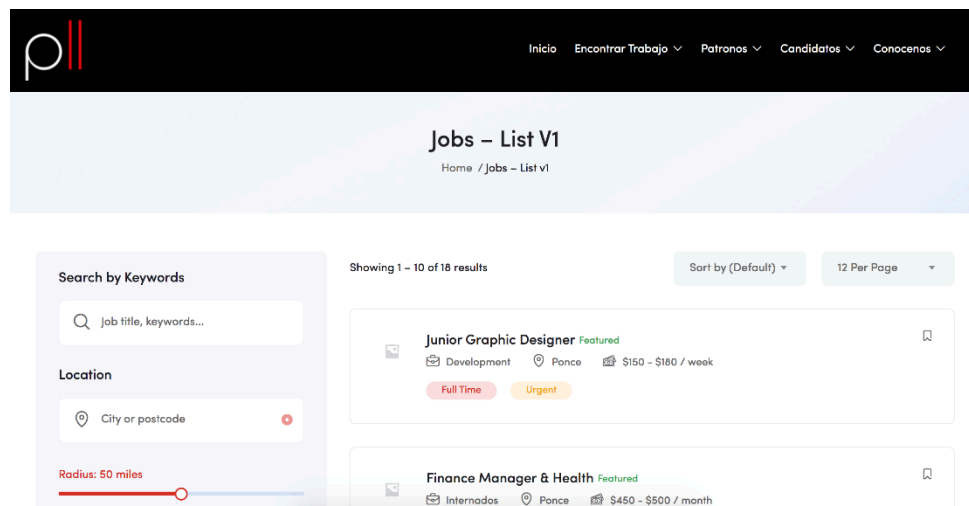 pll
Inicio Encontrar Trabajo Patronos Candidatos Conocenos
Jobs – List V1
Home / Jobs – List v1
Search by Keywords
Job title, keywords...
Location
City or postcode
Radius: 50 miles
Showing 1 – 10 of 18 results
Sort by (Default)
12 Per Page
Junior Graphic Designer Featured
Development Ponce $150 - $180 / week
Full Time Urgent
Finance Manager & Health Featured
Internados Ponce $450 - $500 / month